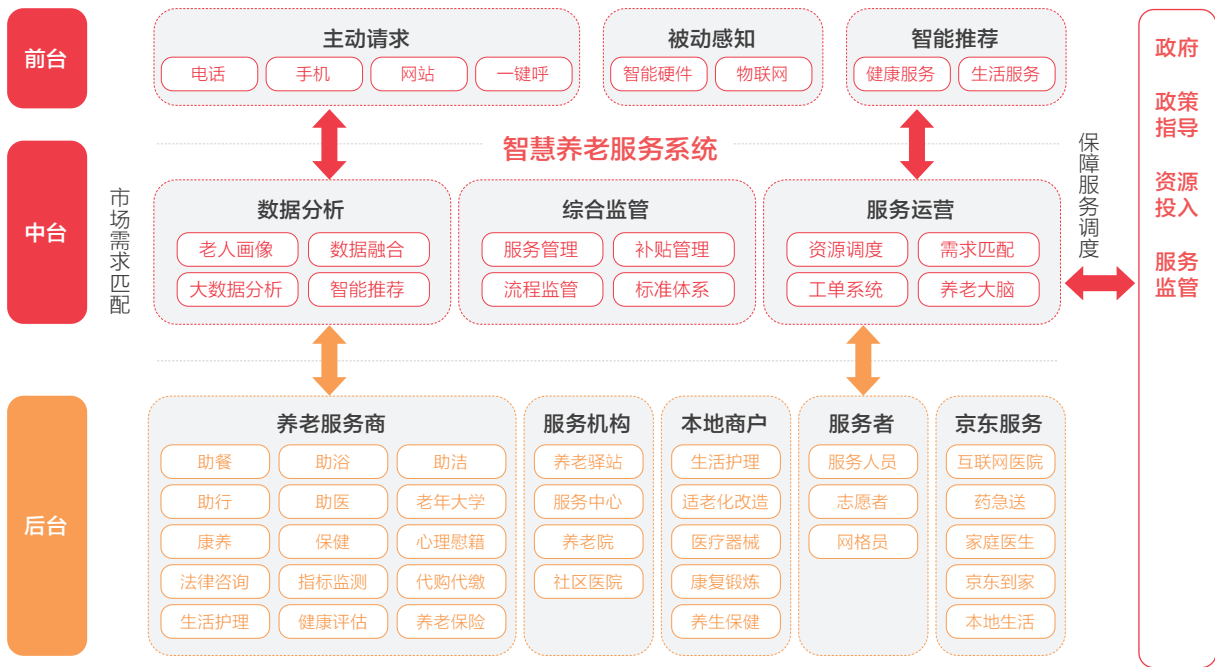 前台
主动请求
电话
手机
网站
一键呼
被动感知
智能硬件
物联网
智能推荐
健康服务
生活服务
智慧养老服务系统
中台
市场需求匹配
数据分析
老人画像
数据融合
大数据分析
智能推荐
综合监管
服务管理
补贴管理
流程监管
标准体系
服务运营
资源调度
需求匹配
工单系统
养老大脑
保障服务调度
政府
政策
指导
资源
投入
服务
监管
后台
养老服务商
助餐
助浴
助洁
助行
助医
老年大学
康养
保健
心理慰籍
法律咨询
指标监测
代购代缴
生活护理
健康评估
养老保险
服务机构
养老驿站
服务中心
养老院
社区医院
本地商户
生活护理
适老化改造
医疗器械
康复锻炼
养生保健
服务者
服务人员
志愿者
网格员
京东服务
互联网医院
药急送
家庭医生
京东到家
本地生活